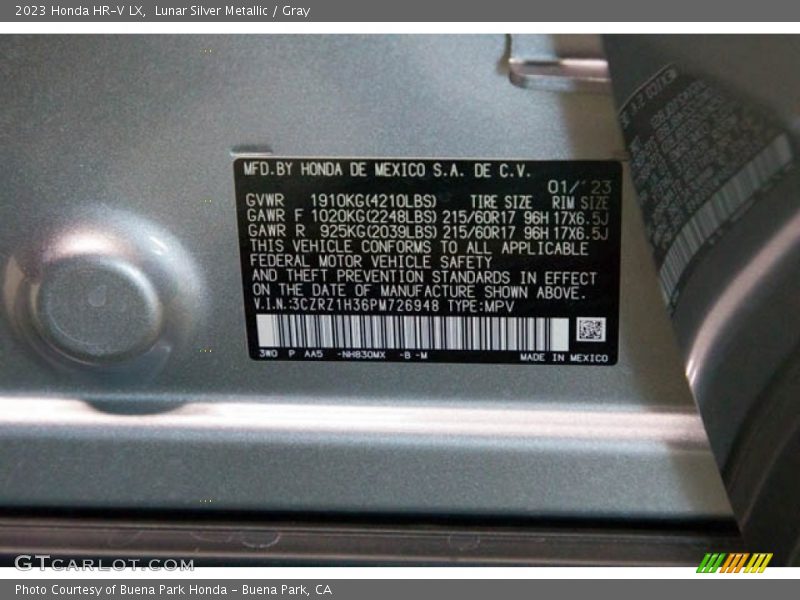 2023 Honda HR-V LX, Lunar Silver Metallic / Gray
MFD.BY HONDA DE MEXICO S.A. DE C.V.
01/'23
GVWR 1910KG(4210LBS) TIRE SIZE RIM SIZE
GAWR F 1020KG(2248LBS) 215/60R17 96H 17X6.5J
GAWR R 925KG(2039LBS) 215/60R17 96H 17X6.5J
THIS VEHICLE CONFORMS TO ALL APPLICABLE
FEDERAL MOTOR VEHICLE SAFETY
AND THEFT PREVENTION STANDARDS IN EFFECT
ON THE DATE OF MANUFACTURE SHOWN ABOVE.
V.I.N.:3CZRZ1H36PM726948 TYPE:MPV
3W0 P AA5 -NH830MX -B-M MADE IN MEXICO
GTCARLOT.COM
Photo Courtesy of Buena Park Honda - Buena Park, CA